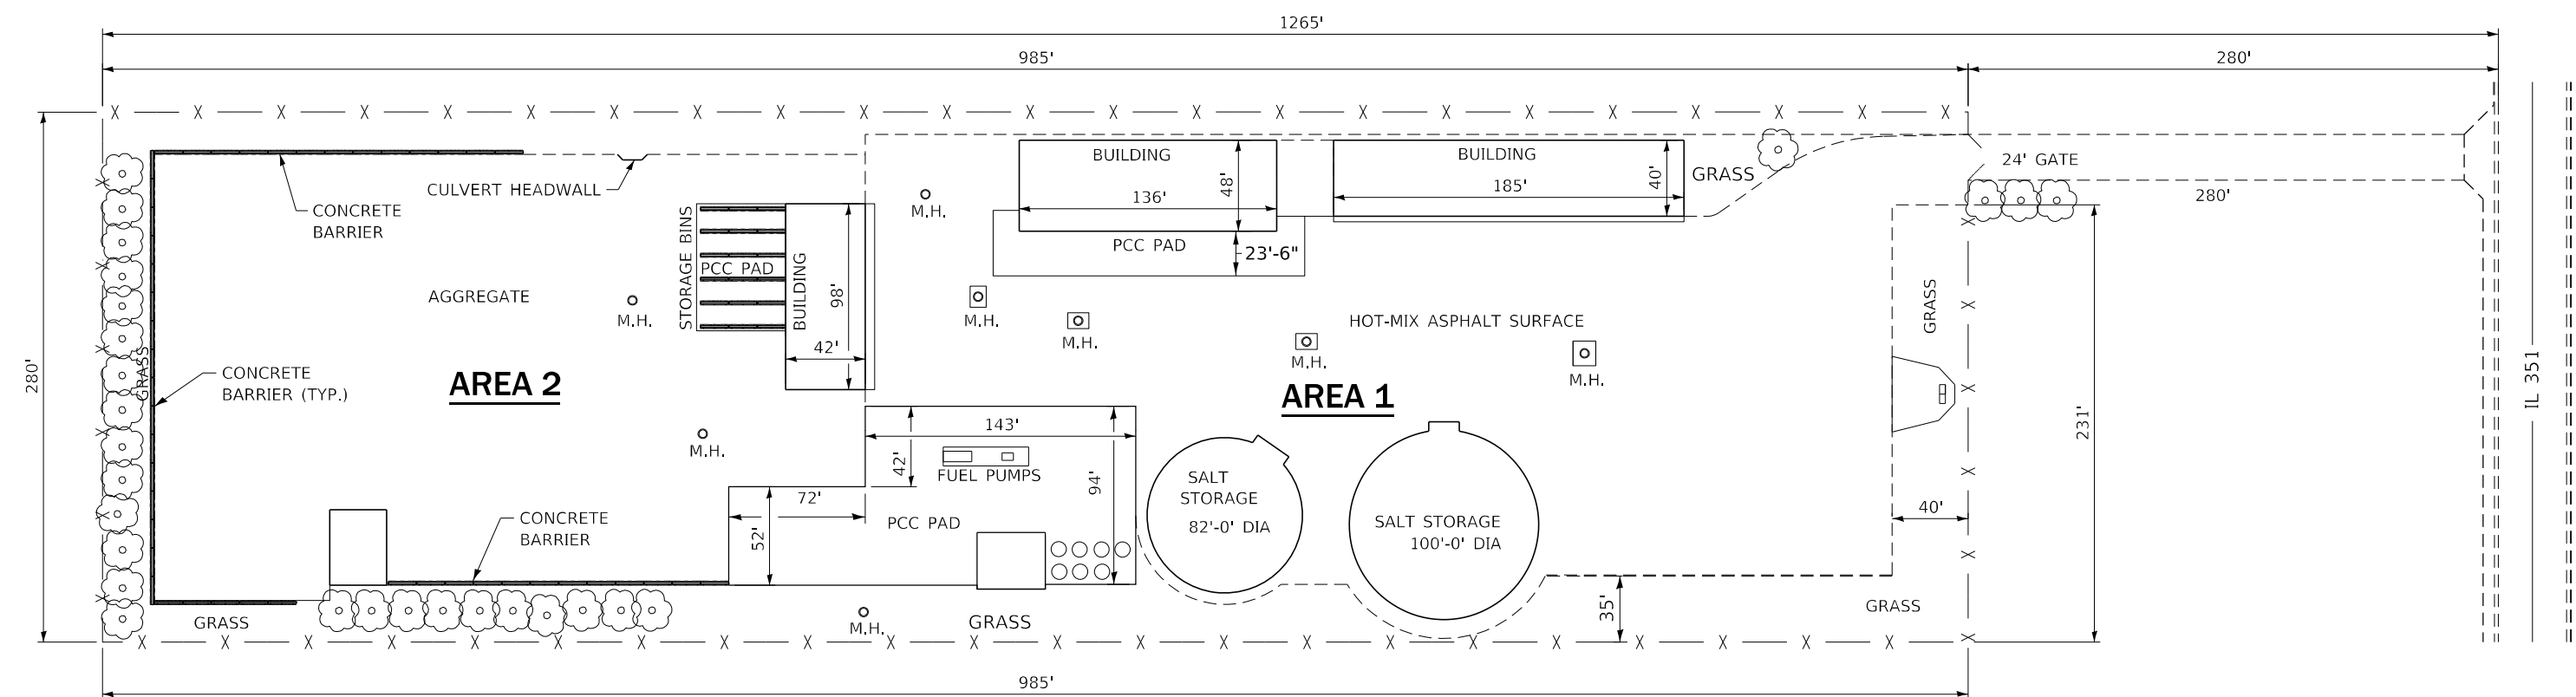 1265'
985'
280'
BUILDING
136'
48'
BUILDING
185'
40'
GRASS
24' GATE
280'
CULVERT HEADWALL
CONCRETE
BARRIER
M.H.
STORAGE BINS
PCC PAD
BUILDING
98'
42'
PCC PAD
23'-6"
AGGREGATE
M.H.
M.H.
M.H.
M.H.
HOT-MIX ASPHALT SURFACE
M.H.
GRASS
280'
GRASS
CONCRETE
BARRIER (TYP.)
AREA 2
AREA 1
IL 351
231'
143'
42'
FUEL PUMPS
94'
M.H.
72'
52'
PCC PAD
CONCRETE
BARRIER
SALT
STORAGE
82'-0' DIA
SALT STORAGE
100'-0' DIA
40'
35'
GRASS
GRASS
M.H.
GRASS
985'